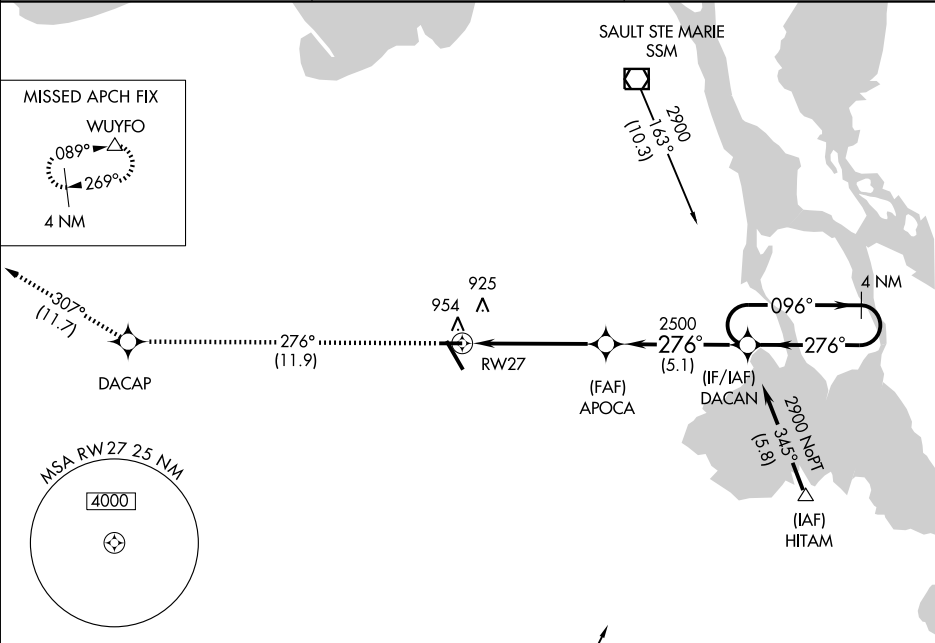 SAULT STE MARIE
SSM
2900
163°
(10.3)
MISSED APCH FIX
WUYFO
089°
269°
4 NM
307°
(11.7)
DACAP
276°
(11.9)
925
954
RW27
(FAF)
APOCA
2500
276°
(5.1)
(IF/IAF)
DACAN
4 NM
096°
276°
2900 NoPT
345°
(5.8)
(IAF)
HITAM
MSA RW 27 25 NM
4000